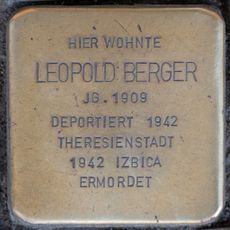 HIER WOHNTE
LEOPOLD BERGER
JG. 1909
DEPORTIERT 1942
THERESIENSTADT
1942 IZBICA
ERMORDET